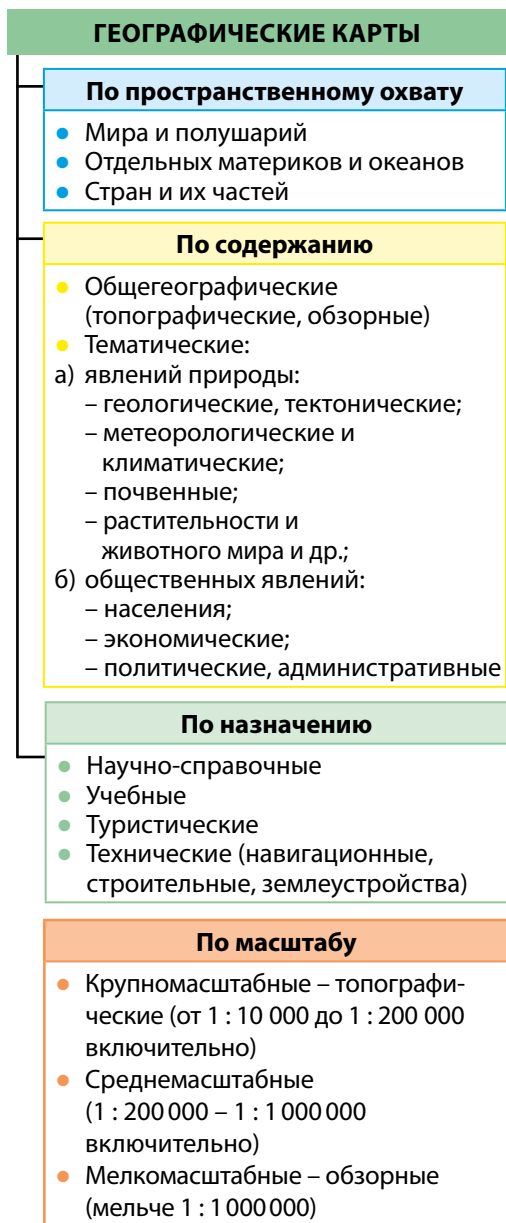 ГЕОГРАФИЧЕСКИЕ КАРТЫ
По пространственному охвату
● Мира и полушарий
● Отдельных материков и океанов
● Стран и их частей
По содержанию
● Общегеографические
(топографические, обзорные)
● Тематические:
а) явлений природы:
– геологические, тектонические;
– метеорологические и
климатические;
– почвенные;
– растительности и
животного мира и др.;
б) общественных явлений:
– населения;
– экономические;
– политические, административные
По назначению
● Научно-справочные
● Учебные
● Туристические
● Технические (навигационные,
строительные, землеустройства)
По масштабу
● Крупномасштабные – топографи-
ческие (от 1 : 10 000 до 1 : 200 000
включительно)
● Среднемасштабные
(1 : 200 000 – 1 : 1 000 000
включительно)
● Мелкомасштабные – обзорные
(мельче 1 : 1 000 000)